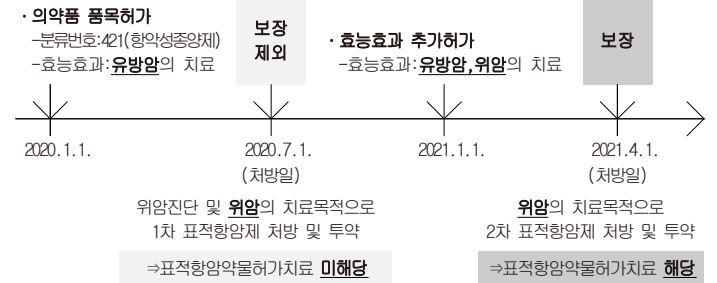 · 의약품 품목허가
-분류번호:421(항악성종양제)
-효능효과:유방암의 치료
보장
제외
· 효능효과 추가허가
-효능효과:유방암,위암의 치료
보장
2020.1.1.
2020.7.1.
(처방일)
2021.1.1.
2021.4.1.
(처방일)
위암진단 및 위암의 치료목적으로
1차 표적항암제 처방 및 투약
⇒표적항암약물허가치료 미해당
위암의 치료목적으로
2차 표적항암제 처방 및 투약
⇒표적항암약물허가치료 해당